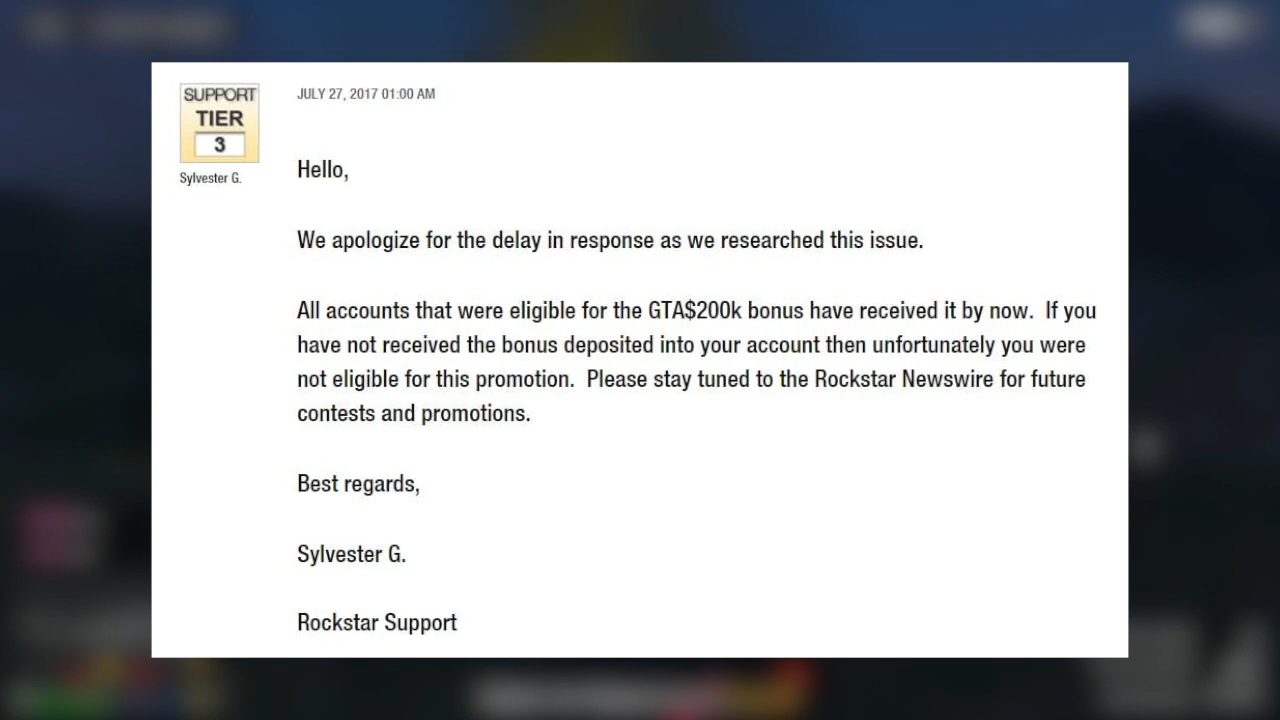 SUPPORT
TIER
3
Sylvester G.
JULY 27, 2017 01:00 AM
Hello,
We apologize for the delay in response as we researched this issue.
All accounts that were eligible for the GTA$200k bonus have received it by now.  If you
have not received the bonus deposited into your account then unfortunately you were
not eligible for this promotion.  Please stay tuned to the Rockstar Newswire for future
contests and promotions.
Best regards,
Sylvester G.
Rockstar Support